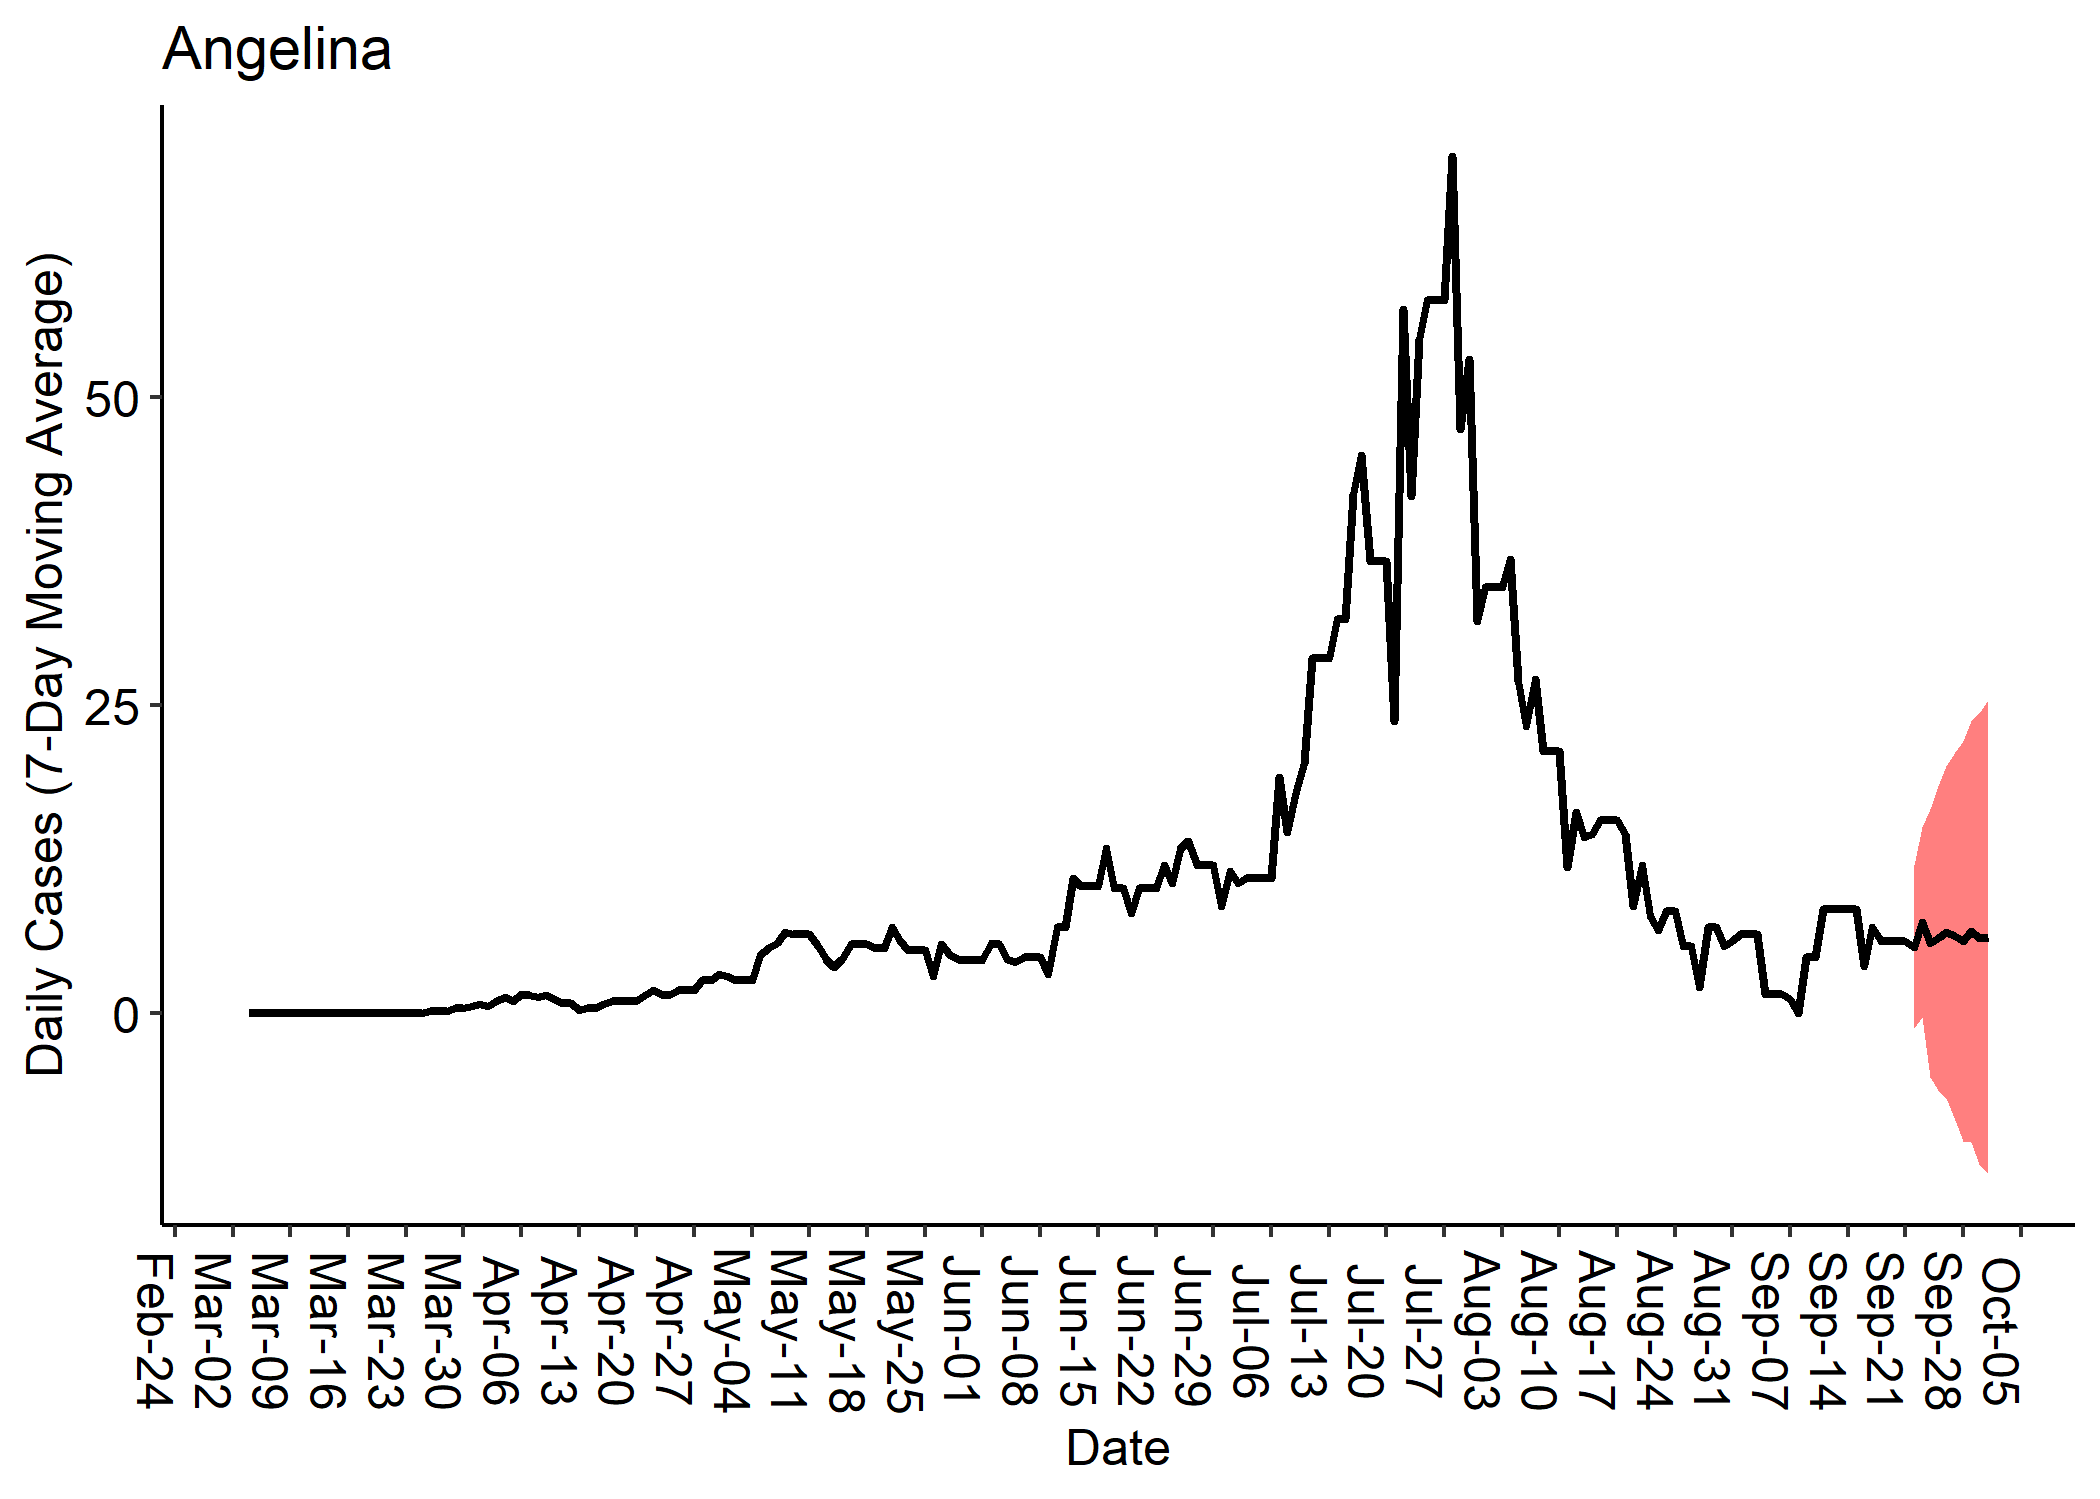 Angelina
Daily Cases (7-Day Moving Average)
50
25
0
Feb-24
Mar-02
Mar-09
Mar-16
Mar-23
Mar-30
Apr-06
Apr-13
Apr-20
Apr-27
May-04
May-11
May-18
May-25
Jun-01
Jun-08
Jun-15
Jun-22
Jun-29
Jul-06
Jul-13
Jul-20
Jul-27
Aug-03
Aug-10
Aug-17
Aug-24
Aug-31
Sep-07
Sep-14
Sep-21
Sep-28
Oct-05
Date